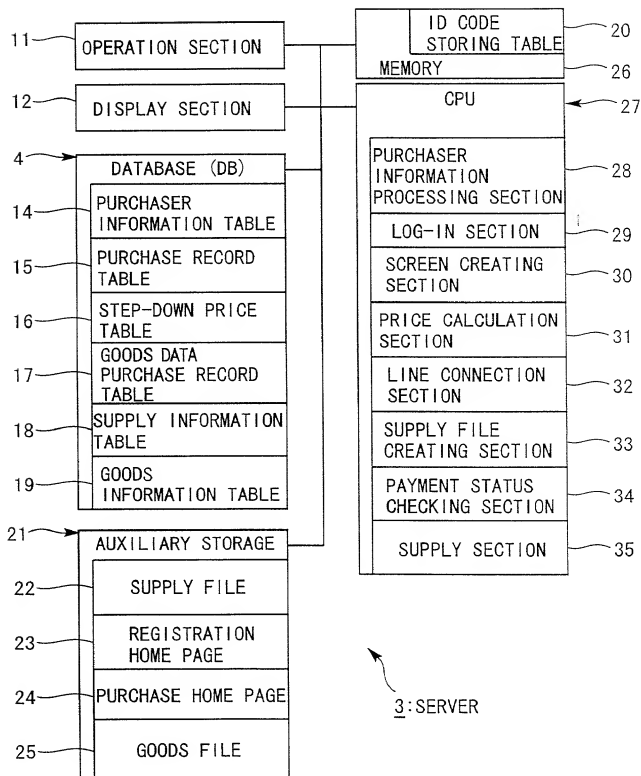 11
OPERATION SECTION
12
DISPLAY SECTION
4
DATABASE (DB)
14
PURCHASER
INFORMATION TABLE
15
PURCHASE RECORD
TABLE
16
STEP-DOWN PRICE
TABLE
17
GOODS DATA
PURCHASE RECORD
TABLE
18
SUPPLY INFORMATION
TABLE
19
GOODS
INFORMATION TABLE
21
AUXILIARY STORAGE
22
SUPPLY FILE
23
REGISTRATION
HOME PAGE
24
PURCHASE HOME PAGE
25
GOODS FILE
ID CODE
STORING TABLE
20
MEMORY
26
CPU
27
PURCHASER
INFORMATION
PROCESSING SECTION
28
LOG-IN SECTION
29
SCREEN CREATING
SECTION
30
PRICE CALCULATION
SECTION
31
LINE CONNECTION
SECTION
32
SUPPLY FILE
CREATING SECTION
33
PAYMENT STATUS
CHECKING SECTION
34
SUPPLY SECTION
35
3:SERVER